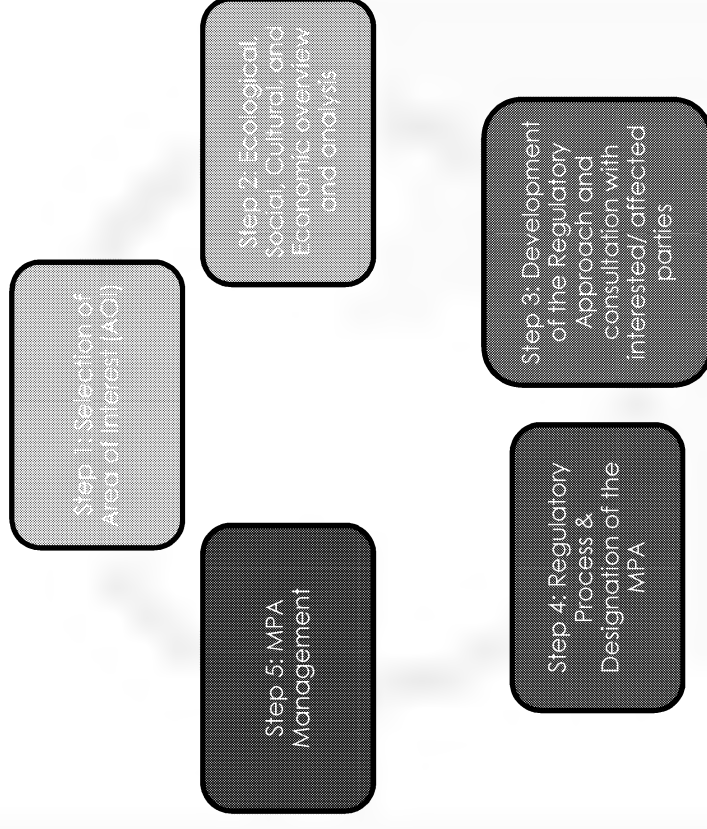 Step 1: Selection of
Area of Interest (AOI)
Step 2: Ecological,
Social, Cultural, and
Economic overview
and analysis
Step 3: Development
of the Regulatory
Approach and
consultation with
interested/ affected
parties
Step 4: Regulatory
Process &
Designation of the
MPA
Step 5: MPA
Management